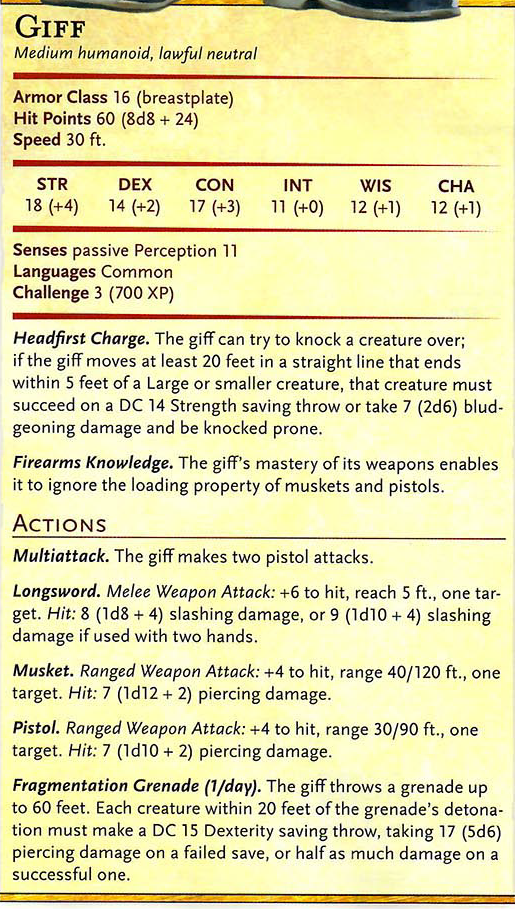 GIFF
Medium humanoid, lawful neutral
Armor Class 16 (breastplate)
Hit Points 60 (8d8 + 24)
Speed 30 ft.
STR DEX CON INT WIS CHA
18 (+4) 14 (+2) 17 (+3) 11 (+0) 12 (+1) 12 (+1)
Senses passive Perception 11
Languages Common
Challenge 3 (700 XP)
Headfirst Charge. The giff can try to knock a creature over;
if the giff moves at least 20 feet in a straight line that ends
within 5 feet of a Large or smaller creature, that creature must
succeed on a DC 14 Strength saving throw or take 7 (2d6) blud-
geoning damage and be knocked prone.
Firearms Knowledge. The giff's mastery of its weapons enables
it to ignore the loading property of muskets and pistols.
ACTIONS
Multiattack. The giff makes two pistol attacks.
Longsword. Melee Weapon Attack: +6 to hit, reach 5 ft., one tar-
get. Hit: 8 (1d8 + 4) slashing damage, or 9 (1d10 + 4) slashing
damage if used with two hands.
Musket. Ranged Weapon Attack: +4 to hit, range 40/120 ft., one
target. Hit: 7 (1d12 + 2) piercing damage.
Pistol. Ranged Weapon Attack: +4 to hit, range 30/90 ft., one
target. Hit: 7 (1d10 + 2) piercing damage.
Fragmentation Grenade (1/day). The giff throws a grenade up
to 60 feet. Each creature within 20 feet of the grenade's detona-
tion must make a DC 15 Dexterity saving throw, taking 17 (5d6)
piercing damage on a failed save, or half as much damage on a
successful one.